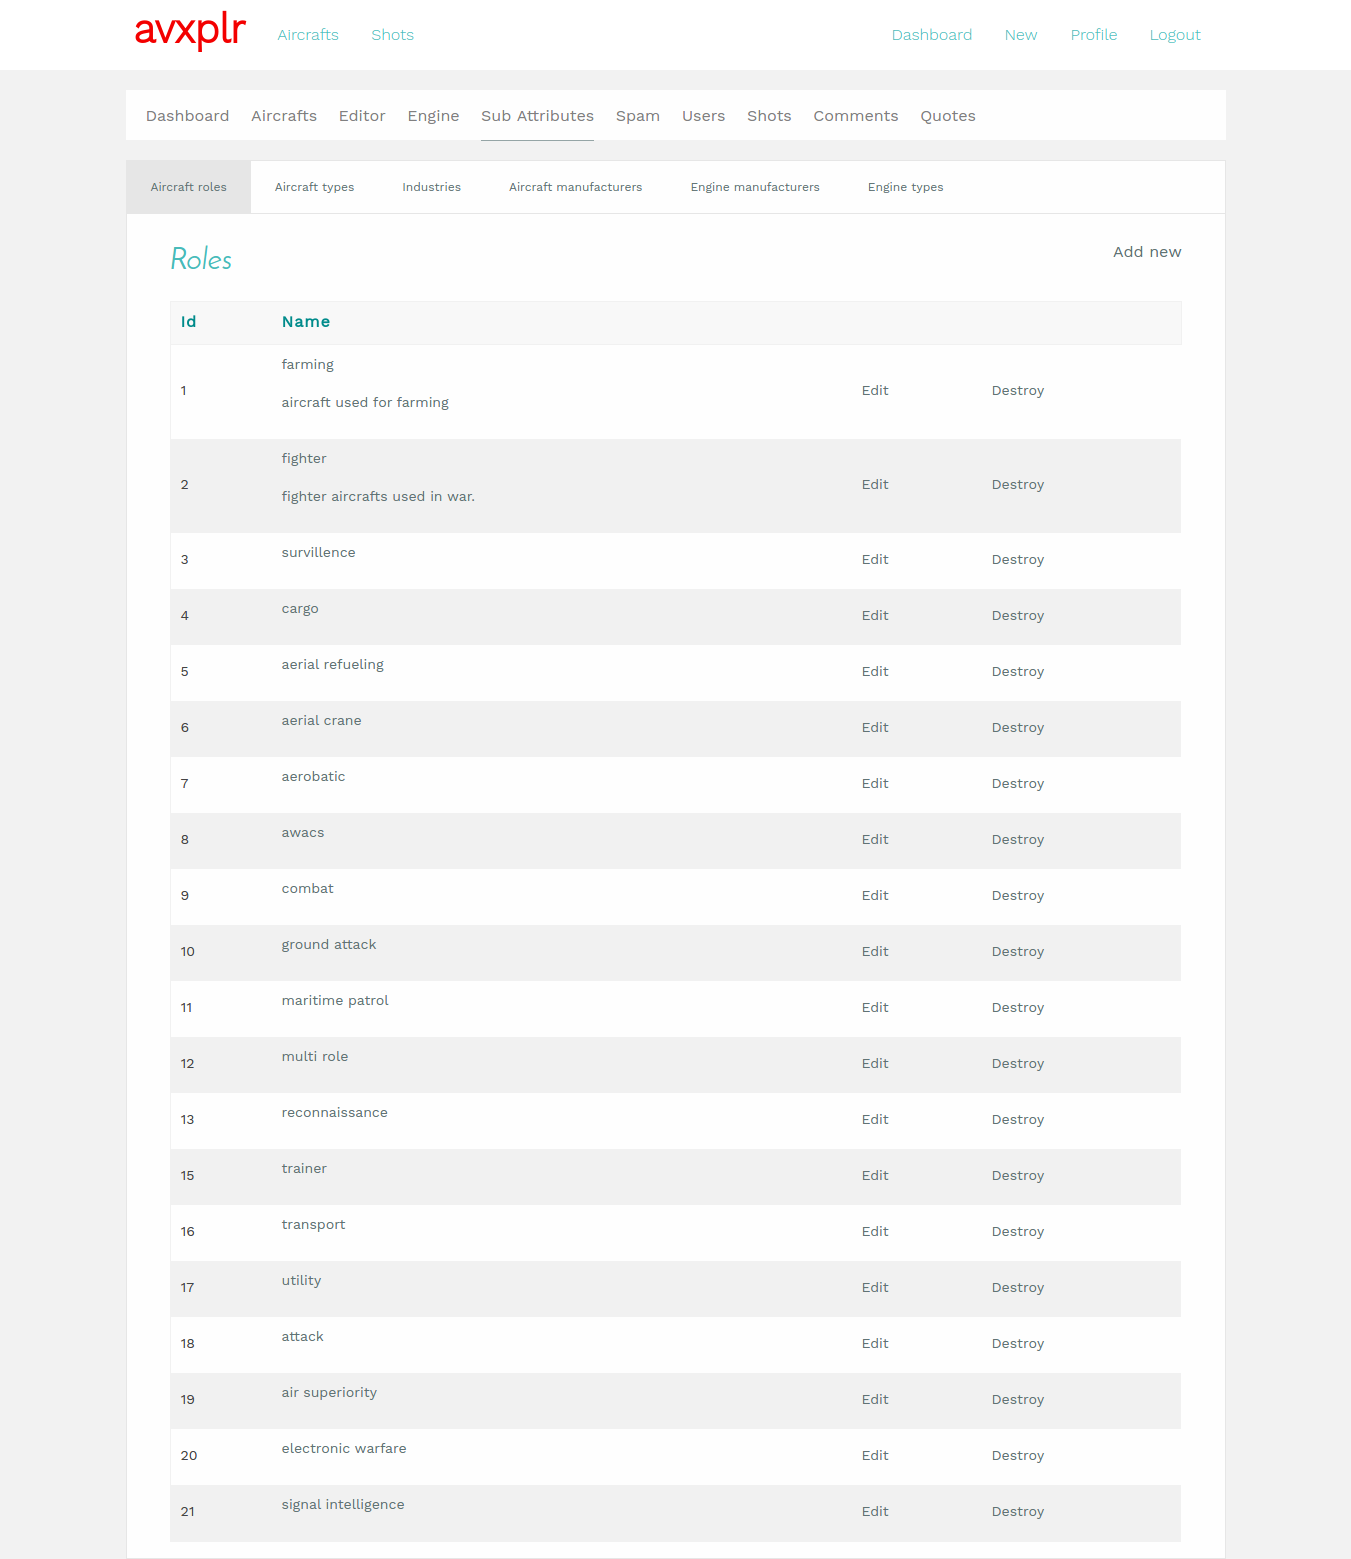 avxplr Aircrafts Shots Dashboard New Profile Logout
Dashboard Aircrafts Editor Engine Sub Attributes Spam Users Shots Comments Quotes
Aircraft roles Aircraft types Industries Aircraft manufacturers Engine manufacturers Engine types
Roles Add new
Id Name
farming
1 Edit Destroy
aircraft used for farming
fighter
2 Edit Destroy
fighter aircrafts used in war.
3 survillence Edit Destroy
4 cargo Edit Destroy
5 aerial refueling Edit Destroy
6 aerial crane Edit Destroy
7 aerobatic Edit Destroy
8 awacs Edit Destroy
9 combat Edit Destroy
10 ground attack Edit Destroy
11 maritime patrol Edit Destroy
12 multi role Edit Destroy
13 reconnaissance Edit Destroy
15 trainer Edit Destroy
16 transport Edit Destroy
17 utility Edit Destroy
18 attack Edit Destroy
19 air superiority Edit Destroy
20 electronic warfare Edit Destroy
21 signal intelligence Edit Destroy